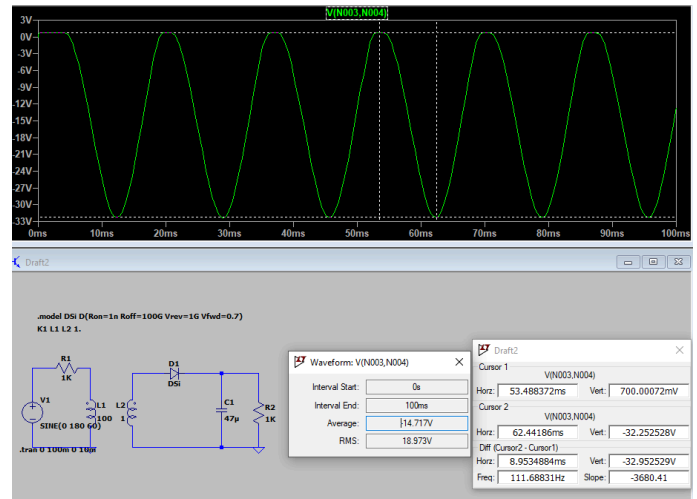 V(N003,N004)
3V
0V
-3V
-6V
-9V
-12V
-15V
-18V
-21V
-24V
-27V
-30V
-33V
0ms 10ms 20ms 30ms 40ms 50ms 60ms 70ms 80ms 90ms 100ms
Draft2
.model DSi D(Ron=1n Roff=100G Vrev=1G Vfwd=0.7)
K1 L1 L2 1.
R1
1K
V1
SINE(0 180 60)
L1
100
L2
1
D1
DSi
C1
47µ
R2
1K
.tran 0 100m 0 10µ
Waveform: V(N003,N004)
Interval Start: 0s
Interval End: 100ms
Average: -14.717V
RMS: 18.973V
Draft2
Cursor 1
V(N003,N004)
Horz: 53.488372ms Vert: 700.00072mV
Cursor 2
V(N003,N004)
Horz: 62.44186ms Vert: -32.252528V
Diff (Cursor2 - Cursor1)
Horz: 8.9534884ms Vert: -32.952529V
Freq: 111.68831Hz Slope: -3680.41